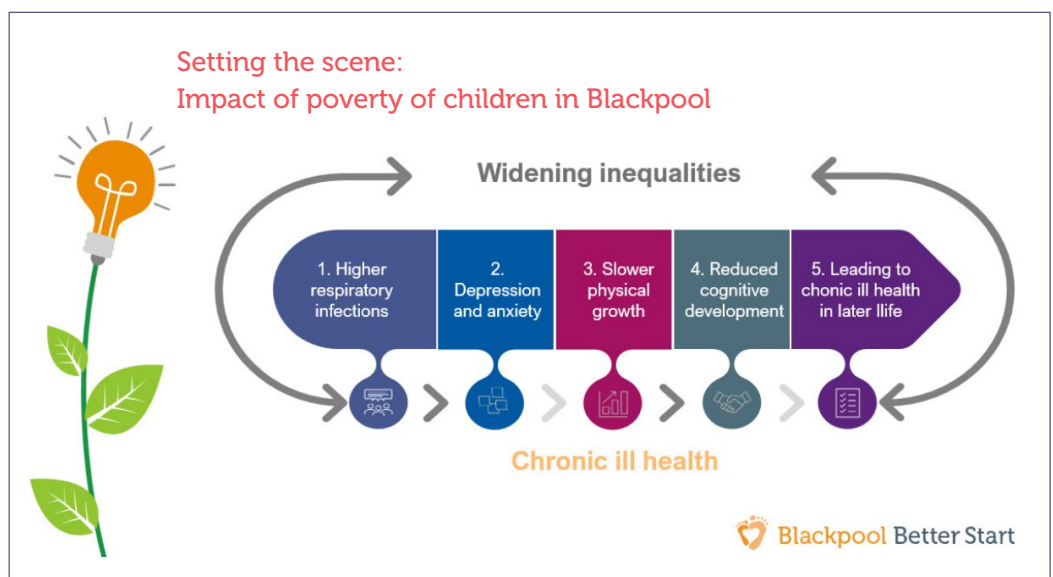 Setting the scene:
Impact of poverty of children in Blackpool
Widening inequalities
1. Higher
respiratory
infections
2.
Depression
and anxiety
3. Slower
physical
growth
4. Reduced
cognitive
development
5. Leading to
chonic ill health
in later Llife
Chronic ill health
Blackpool Better Start